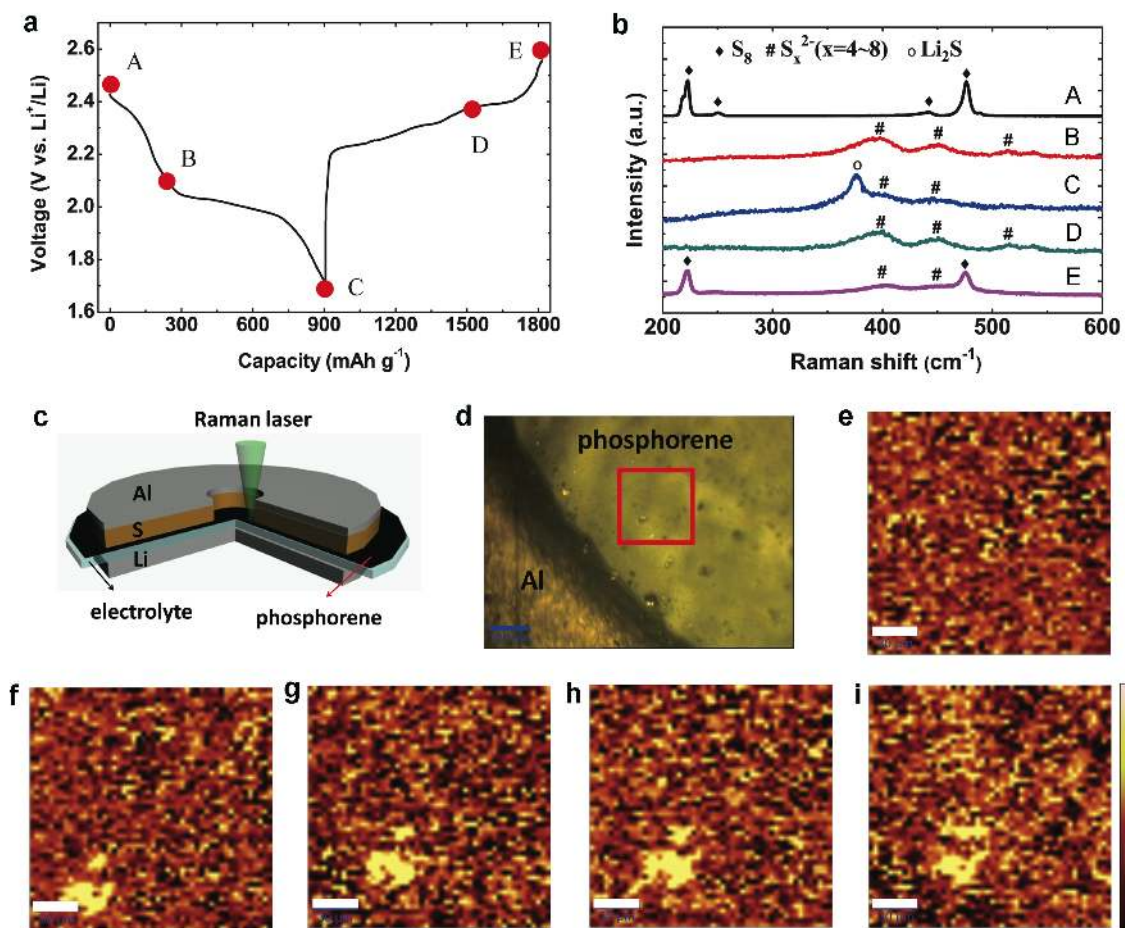 a
2.6
2.4
2.2
2.0
1.8
1.6
Voltage (V vs. Li⁺/Li)
A
B
C
D
E
0 300 600 900 1200 1500 1800
Capacity (mAh g⁻¹)
b
♦ S₈ # Sₓ²⁻(x=4~8) ○ Li₂S
Intensity (a.u.)
A
B
C
D
E
# # #
# #
# # #
# #
200 300 400 500 600
Raman shift (cm⁻¹)
c
Raman laser
Al
S
Li
electrolyte
phosphorene
d
phosphorene
Al
e
f
g
h
i